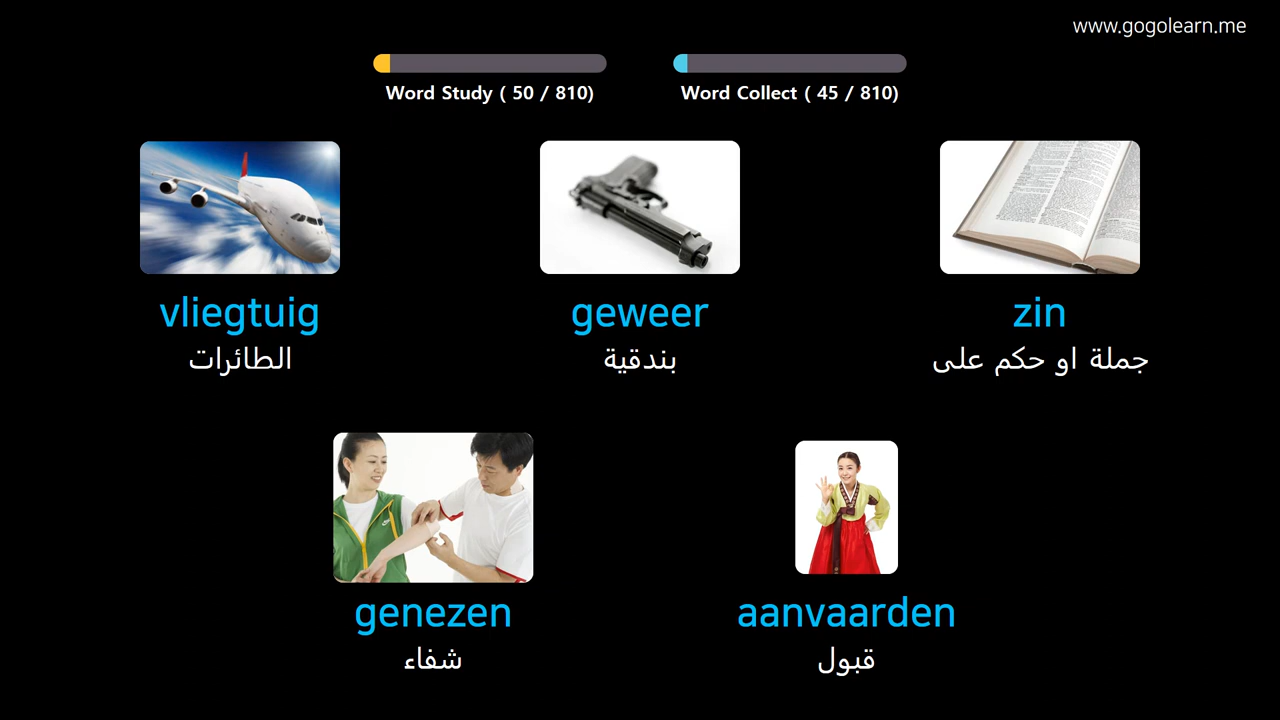 www.gogolearn.me
Word Study ( 50 / 810)
Word Collect ( 45 / 810)
vliegtuig
الطائرات
geweer
بندقية
zin
جملة او حكم على
genezen
شفاء
aanvaarden
قبول